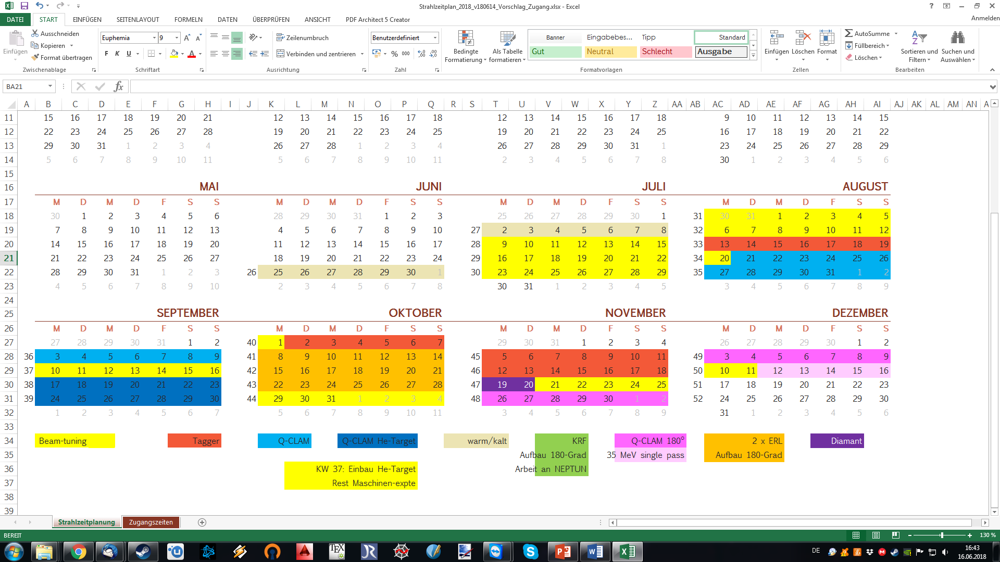 Strahlzeitplan_2018_v180614_Vorschlag_Zugang.xlsx - Excel
DATEI START EINFÜGEN SEITENLAYOUT FORMELN DATEN ÜBERPRÜFEN ANSICHT PDF Architect 5 Creator Anmelden
Einfügen Ausschneiden Kopieren Format übertragen
Zwischenablage
Euphemia 9
F K U
Schriftart
Zeilenumbruch
Verbinden und zentrieren
Ausrichtung
Benutzerdefiniert
% 000
Zahl
Bedingte Formatierung
Als Tabelle formatieren
Banner Eingabebes... Tipp Standard
Gut Neutral Schlecht Ausgabe
Formatvorlagen
Einfügen Löschen Format
Zellen
AutoSumme
Füllbereich
Löschen
Sortieren und Filtern
Suchen und Auswählen
Bearbeiten
BA21 fx
A B C D E F G H I J K L M N O P Q R S T U V W X Y Z AA AB AC AD AE AF AG AH AI AJ AK AL AM AN A
11 15 16 17 18 19 20 21 12 13 14 15 16 17 18 12 13 14 15 16 17 18 9 10 11 12 13 14 15
12 22 23 24 25 26 27 28 19 20 21 22 23 24 25 19 20 21 22 23 24 25 16 17 18 19 20 21 22
13 29 30 31 1 2 3 4 26 27 28 1 2 3 4 26 27 28 29 30 31 1 23 24 25 26 27 28 29
14 5 6 7 8 9 10 11 5 6 7 8 9 10 11 2 3 4 5 6 7 8 30 1 2 3 4 5 6
15
16 MAI JUNI JULI AUGUST
17 M D M D F S S M D M D F S S M D M D F S S M D M D F S S
18 30 1 2 3 4 5 6 28 29 30 31 1 2 3 25 26 27 28 29 30 1 31 30 31 1 2 3 4 5
19 7 8 9 10 11 12 13 4 5 6 7 8 9 10 27 2 3 4 5 6 7 8 32 6 7 8 9 10 11 12
20 14 15 16 17 18 19 20 11 12 13 14 15 16 17 28 9 10 11 12 13 14 15 33 13 14 15 16 17 18 19
21 21 22 23 24 25 26 27 18 19 20 21 22 23 24 29 16 17 18 19 20 21 22 34 20 21 22 23 24 25 26
22 28 29 30 31 1 2 3 26 25 26 27 28 29 30 1 30 23 24 25 26 27 28 29 35 27 28 29 30 31 1 2
23 4 5 6 7 8 9 10 2 3 4 5 6 7 8 30 31 1 2 3 4 5 3 4 5 6 7 8 9
24
25 SEPTEMBER OKTOBER NOVEMBER DEZEMBER
26 M D M D F S S M D M D F S S M D M D F S S M D M D F S S
27 27 28 29 30 31 1 2 40 1 2 3 4 5 6 7 29 30 31 1 2 3 4 26 27 28 29 30 1 2
28 36 3 4 5 6 7 8 9 41 8 9 10 11 12 13 14 45 5 6 7 8 9 10 11 49 3 4 5 6 7 8 9
29 37 10 11 12 13 14 15 16 42 15 16 17 18 19 20 21 46 12 13 14 15 16 17 18 50 10 11 12 13 14 15 16
30 38 17 18 19 20 21 22 23 43 22 23 24 25 26 27 28 47 19 20 21 22 23 24 25 51 17 18 19 20 21 22 23
31 39 24 25 26 27 28 29 30 44 29 30 31 1 2 3 4 48 26 27 28 29 30 1 2 52 24 25 26 27 28 29 30
32 1 2 3 4 5 6 7 5 6 7 8 9 10 11 3 4 5 6 7 8 9 31 1 2 3 4 5 6
33
34 Beam-tuning Tagger Q-CLAM Q-CLAM He-Target warm/kalt KRF Q-CLAM 180° 2 x ERL Diamant
35 Aufbau 180-Grad 35 MeV single pass Aufbau 180-Grad
36 KW 37: Einbau He-Target Arbeit an NEPTUN
37 Rest Maschinen-expte
38
39
Strahlzeitplanung Zugangszeiten
BEREIT 130 %
DE 16:43
16.06.2018